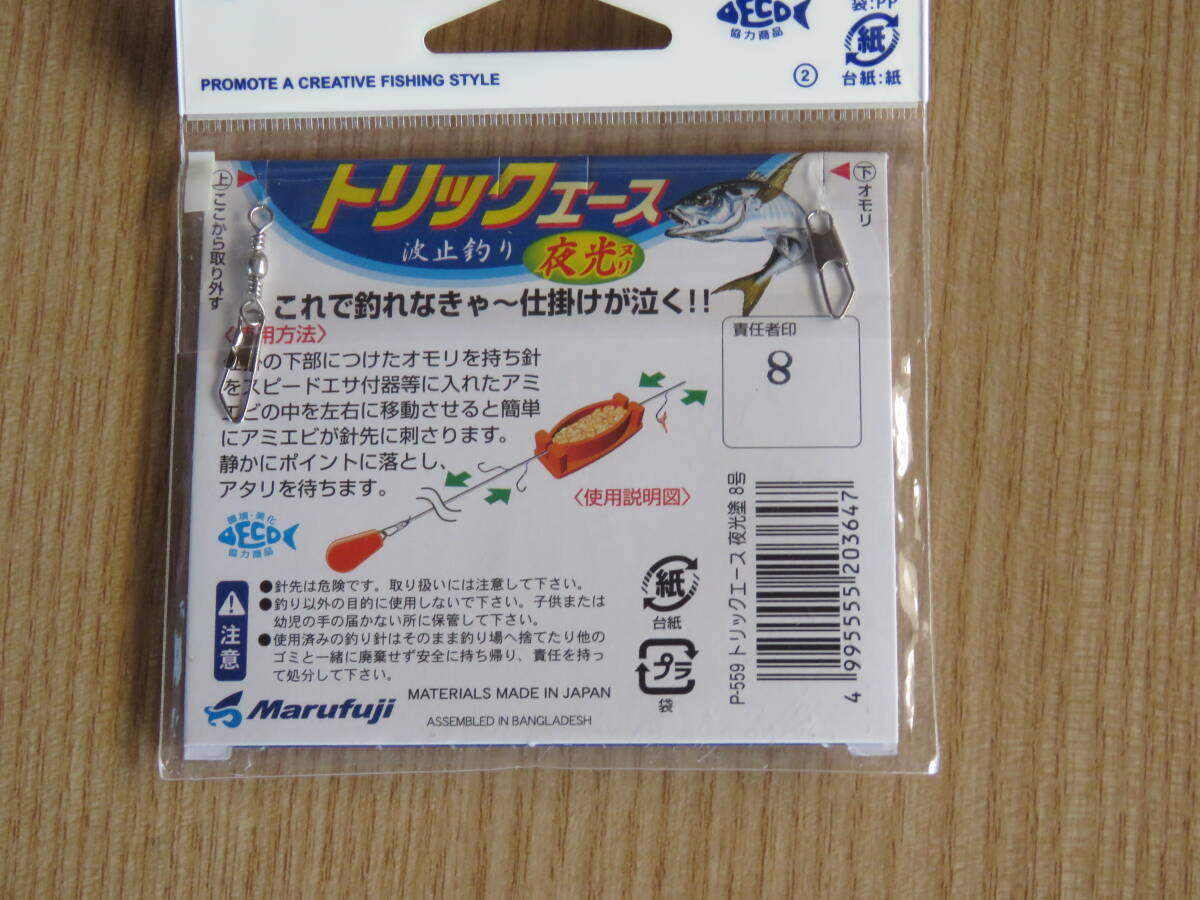 ECO
協力商品
袋:PP
紙
台紙:紙
PROMOTE A CREATIVE FISHING STYLE
②
上 ここから取り外す
トリックエース
波止釣り
夜光ヌリ
下 オモリ
これで釣れなきゃ〜仕掛けが泣く!!
〈使用方法〉
の下部につけたオモリを持ち針
をスピードエサ付器等に入れたアミ
エビの中を左右に移動させると簡単
にアミエビが針先に刺さります。
静かにポイントに落とし、
アタリを待ちます。
〈使用説明図〉
責任者印
8
環境・美化
ECO
協力商品
注意
●針先は危険です。取り扱いには注意して下さい。
●釣り以外の目的に使用しないで下さい。子供または
幼児の手の届かない所に保管して下さい。
●使用済みの釣り針はそのまま釣り場へ捨てたり他の
ゴミと一緒に廃棄せず安全に持ち帰り、責任を持っ
て処分して下さい。
紙
台紙
プラ
袋
Marufuji
MATERIALS MADE IN JAPAN
ASSEMBLED IN BANGLADESH
P-559 トリックエース 夜光塗 8号
4 995555 203647